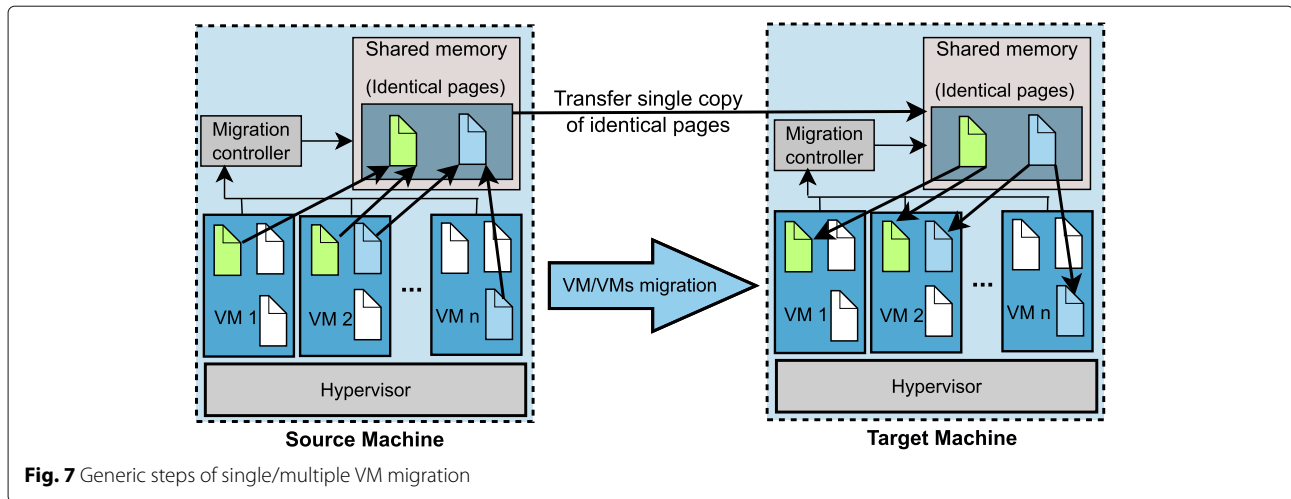 Shared memory
(Identical pages)
Migration
controller
VM 1
VM 2
...
VM n
Hypervisor
Source Machine
Transfer single copy
of identical pages
VM/VMs migration
Shared memory
(Identical pages)
Migration
controller
VM 1
VM 2
...
VM n
Hypervisor
Target Machine
Fig. 7 Generic steps of single/multiple VM migration